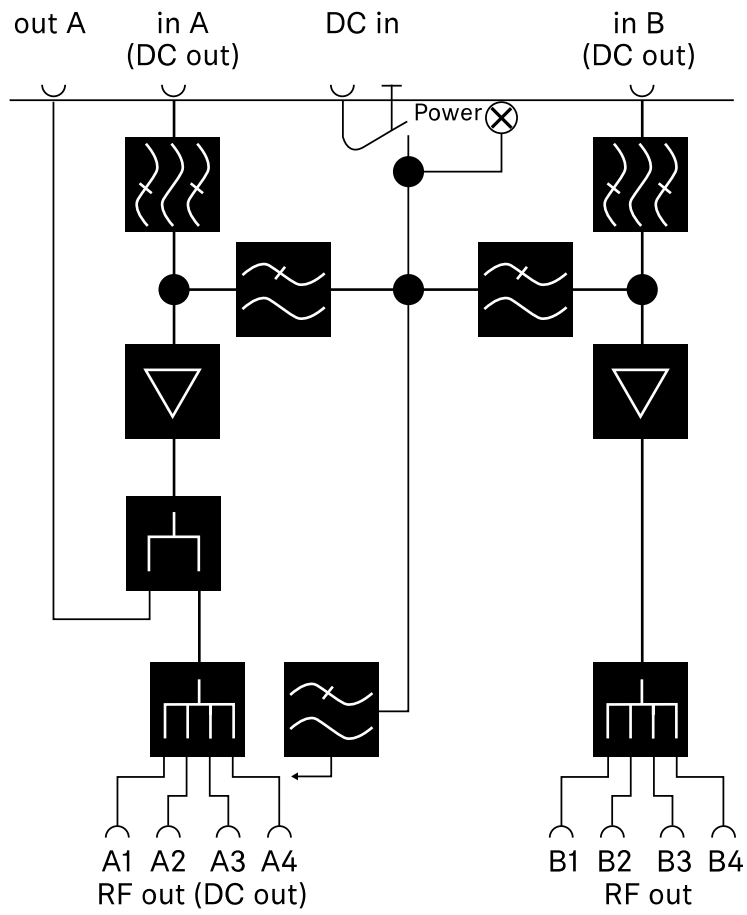 out A
in A
(DC out)
DC in
in B
(DC out)
Power
A1 A2 A3 A4
RF out (DC out)
B1 B2 B3 B4
RF out